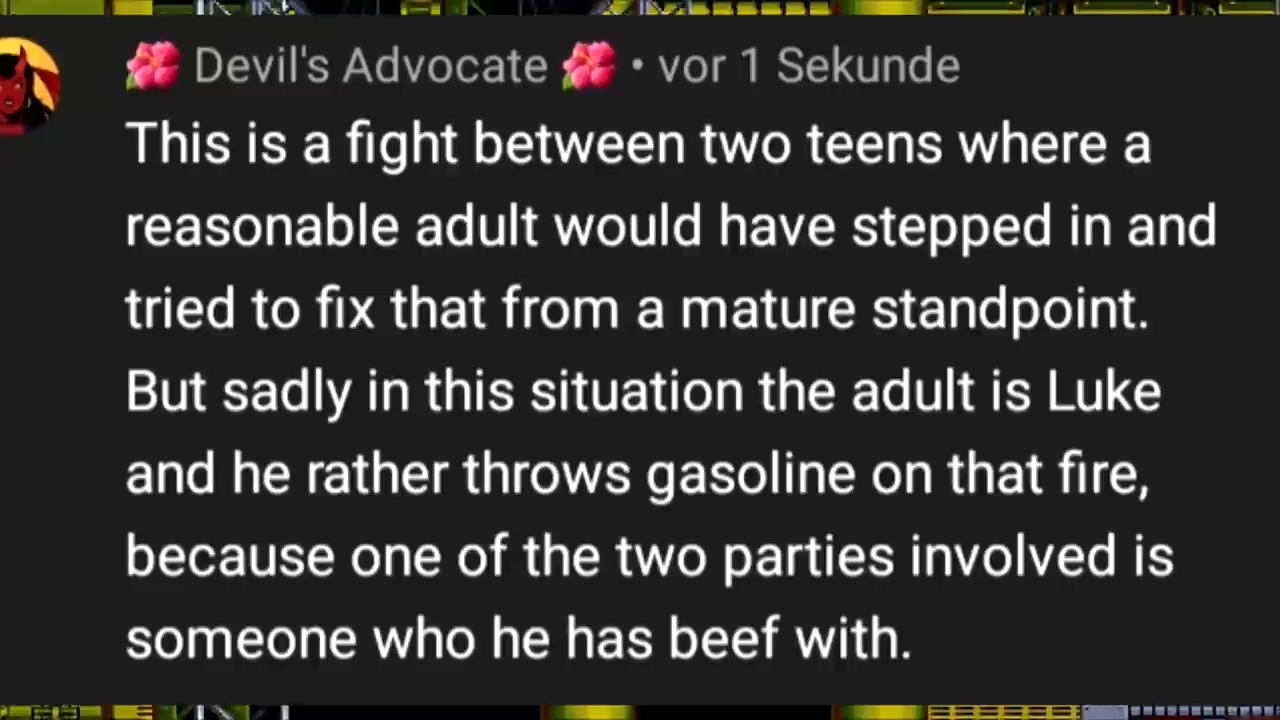 🌺 Devil's Advocate 🌺 • vor 1 Sekunde
This is a fight between two teens where a
reasonable adult would have stepped in and
tried to fix that from a mature standpoint.
But sadly in this situation the adult is Luke
and he rather throws gasoline on that fire,
because one of the two parties involved is
someone who he has beef with.